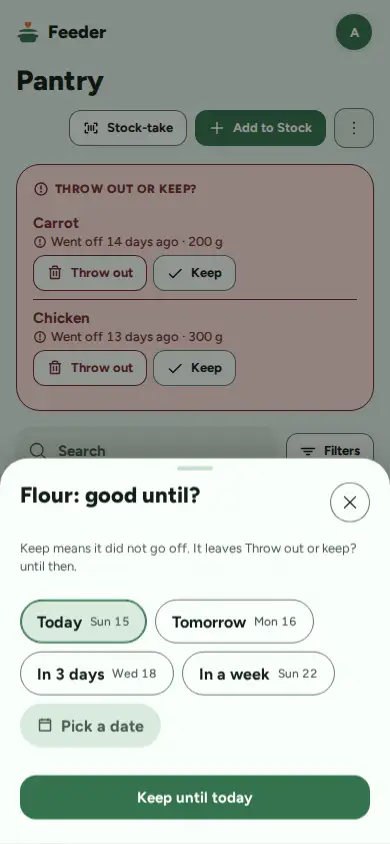 Feeder
A
Pantry
Stock-take
Add to Stock
THROW OUT OR KEEP?
Carrot
Went off 14 days ago · 200 g
Throw out
Keep
Chicken
Went off 13 days ago · 300 g
Throw out
Keep
Search
Filters
Flour: good until?
Keep means it did not go off. It leaves Throw out or keep?
until then.
Today Sun 15
Tomorrow Mon 16
In 3 days Wed 18
In a week Sun 22
Pick a date
Keep until today